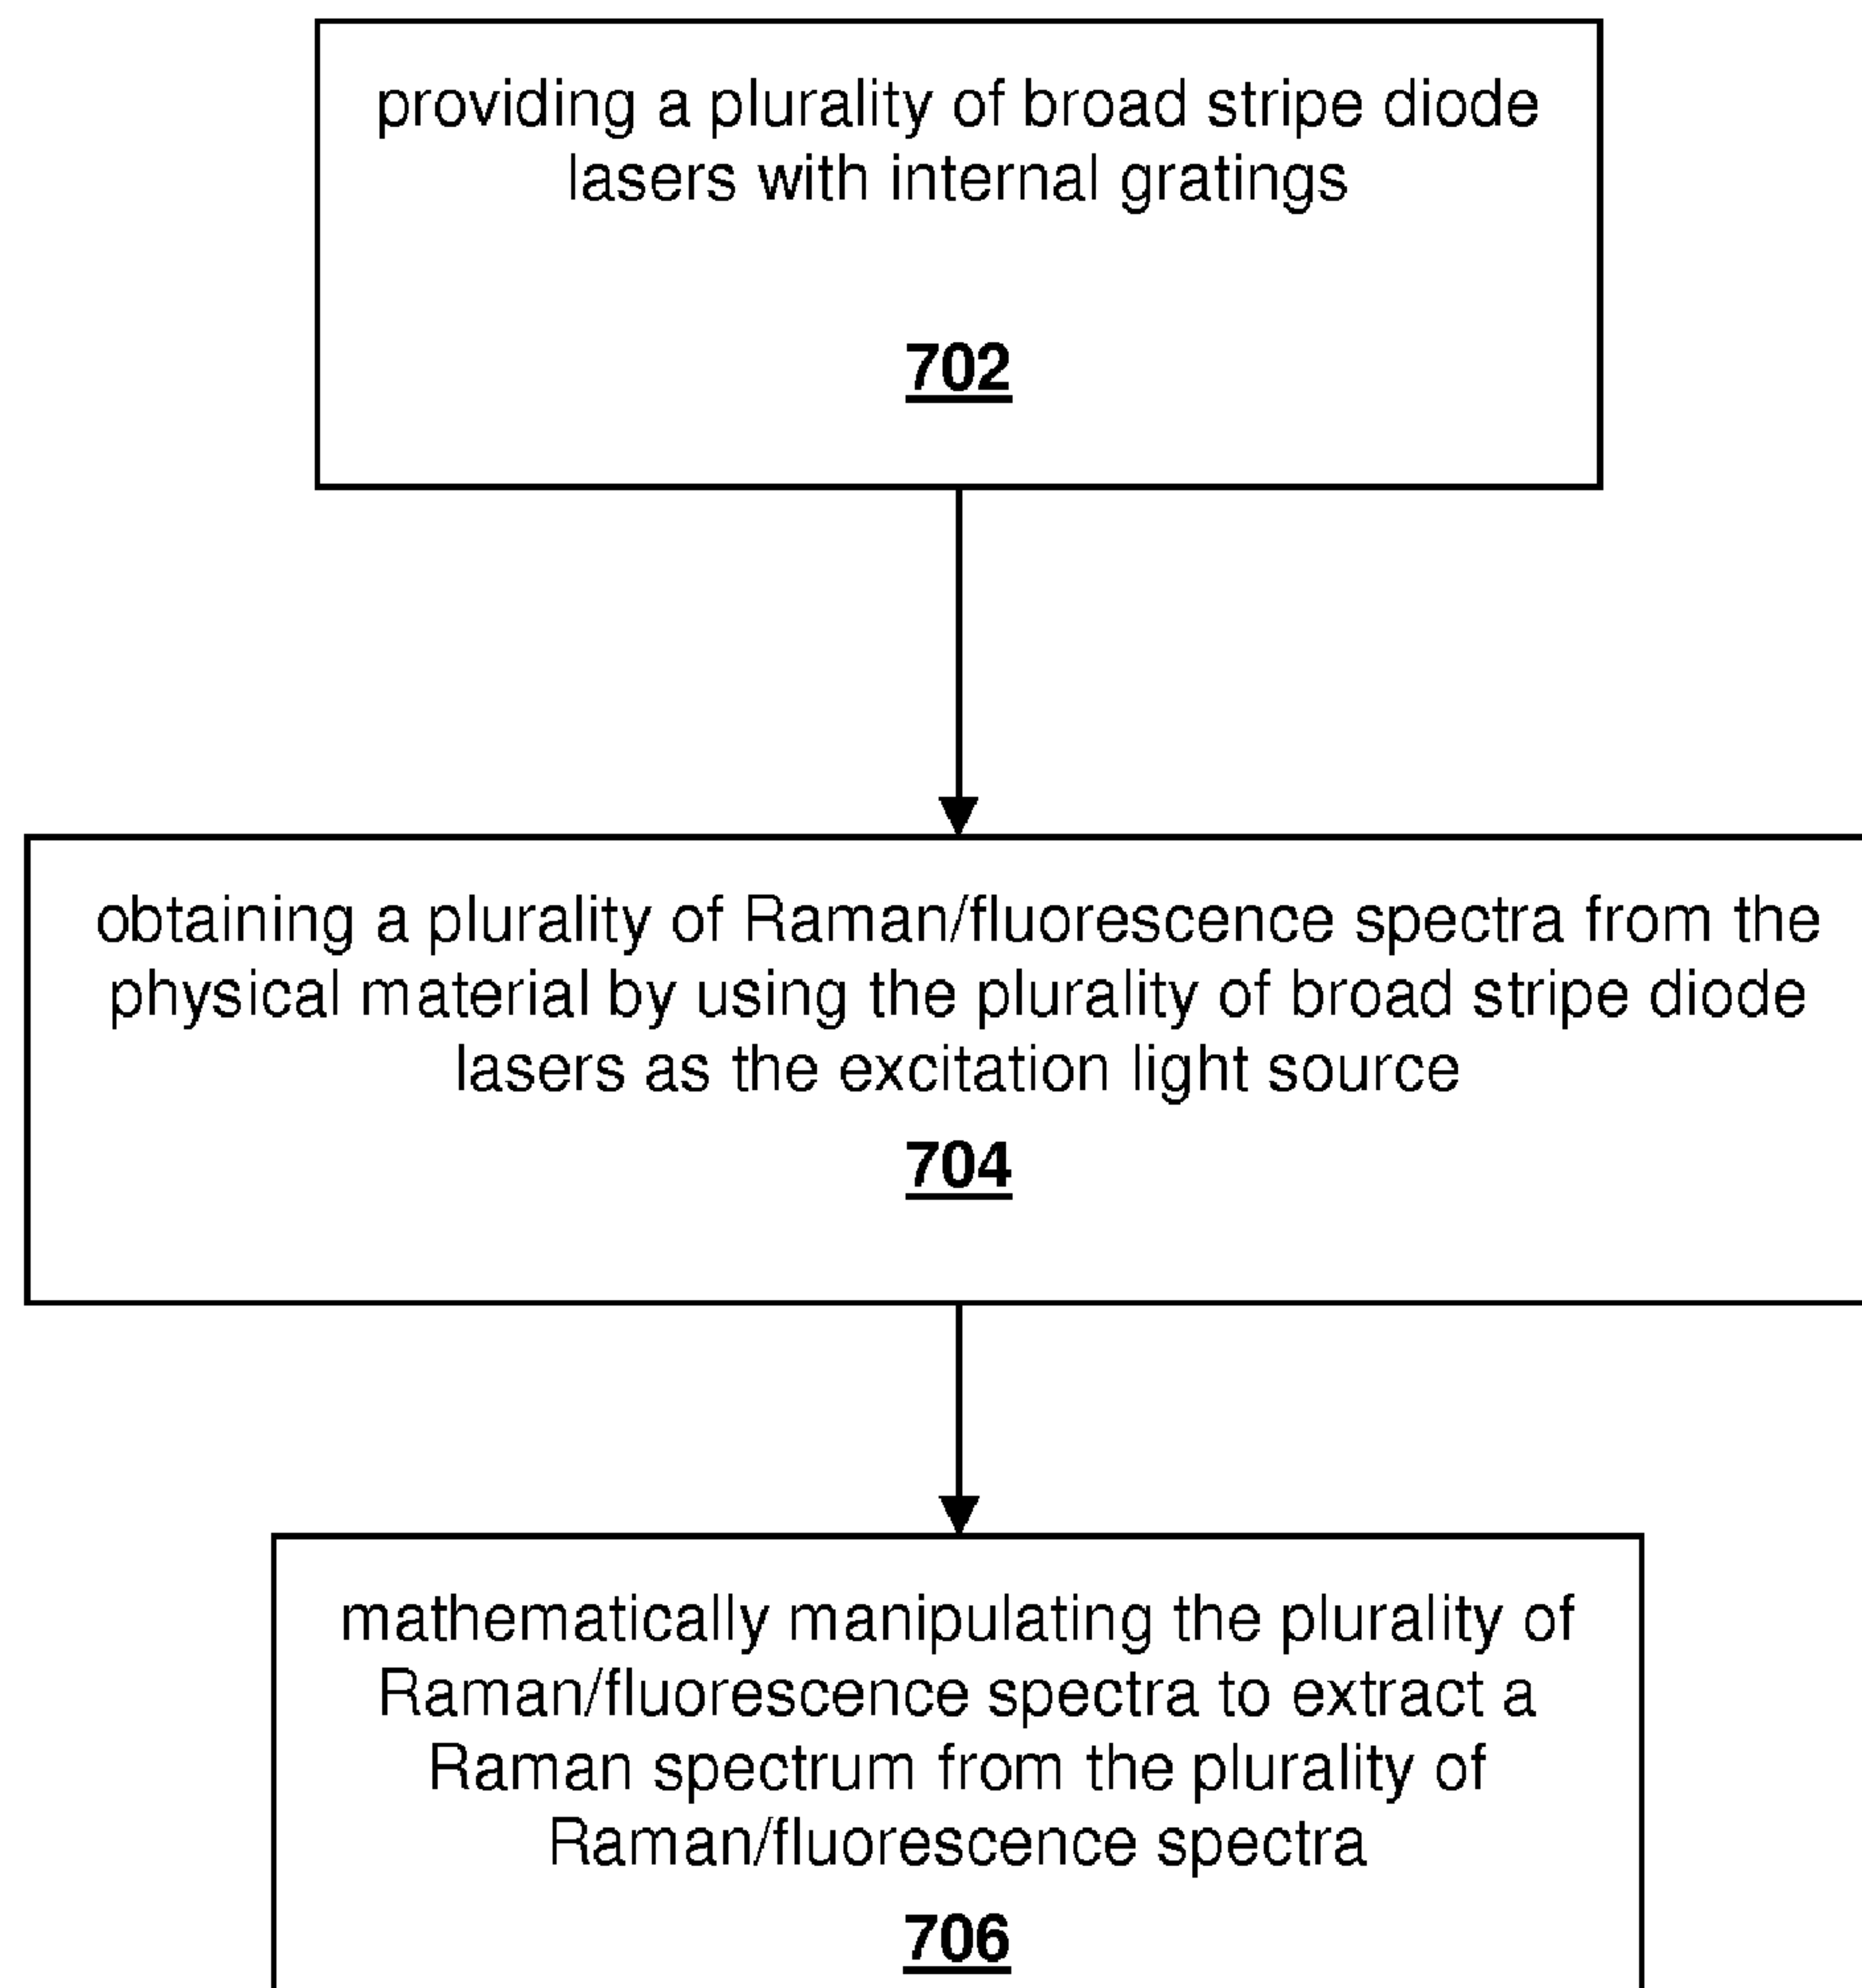 providing a plurality of broad stripe diode
lasers with internal gratings
702
obtaining a plurality of Raman/fluorescence spectra from the
physical material by using the plurality of broad stripe diode
lasers as the excitation light source
704
mathematically manipulating the plurality of
Raman/fluorescence spectra to extract a
Raman spectrum from the plurality of
Raman/fluorescence spectra
706